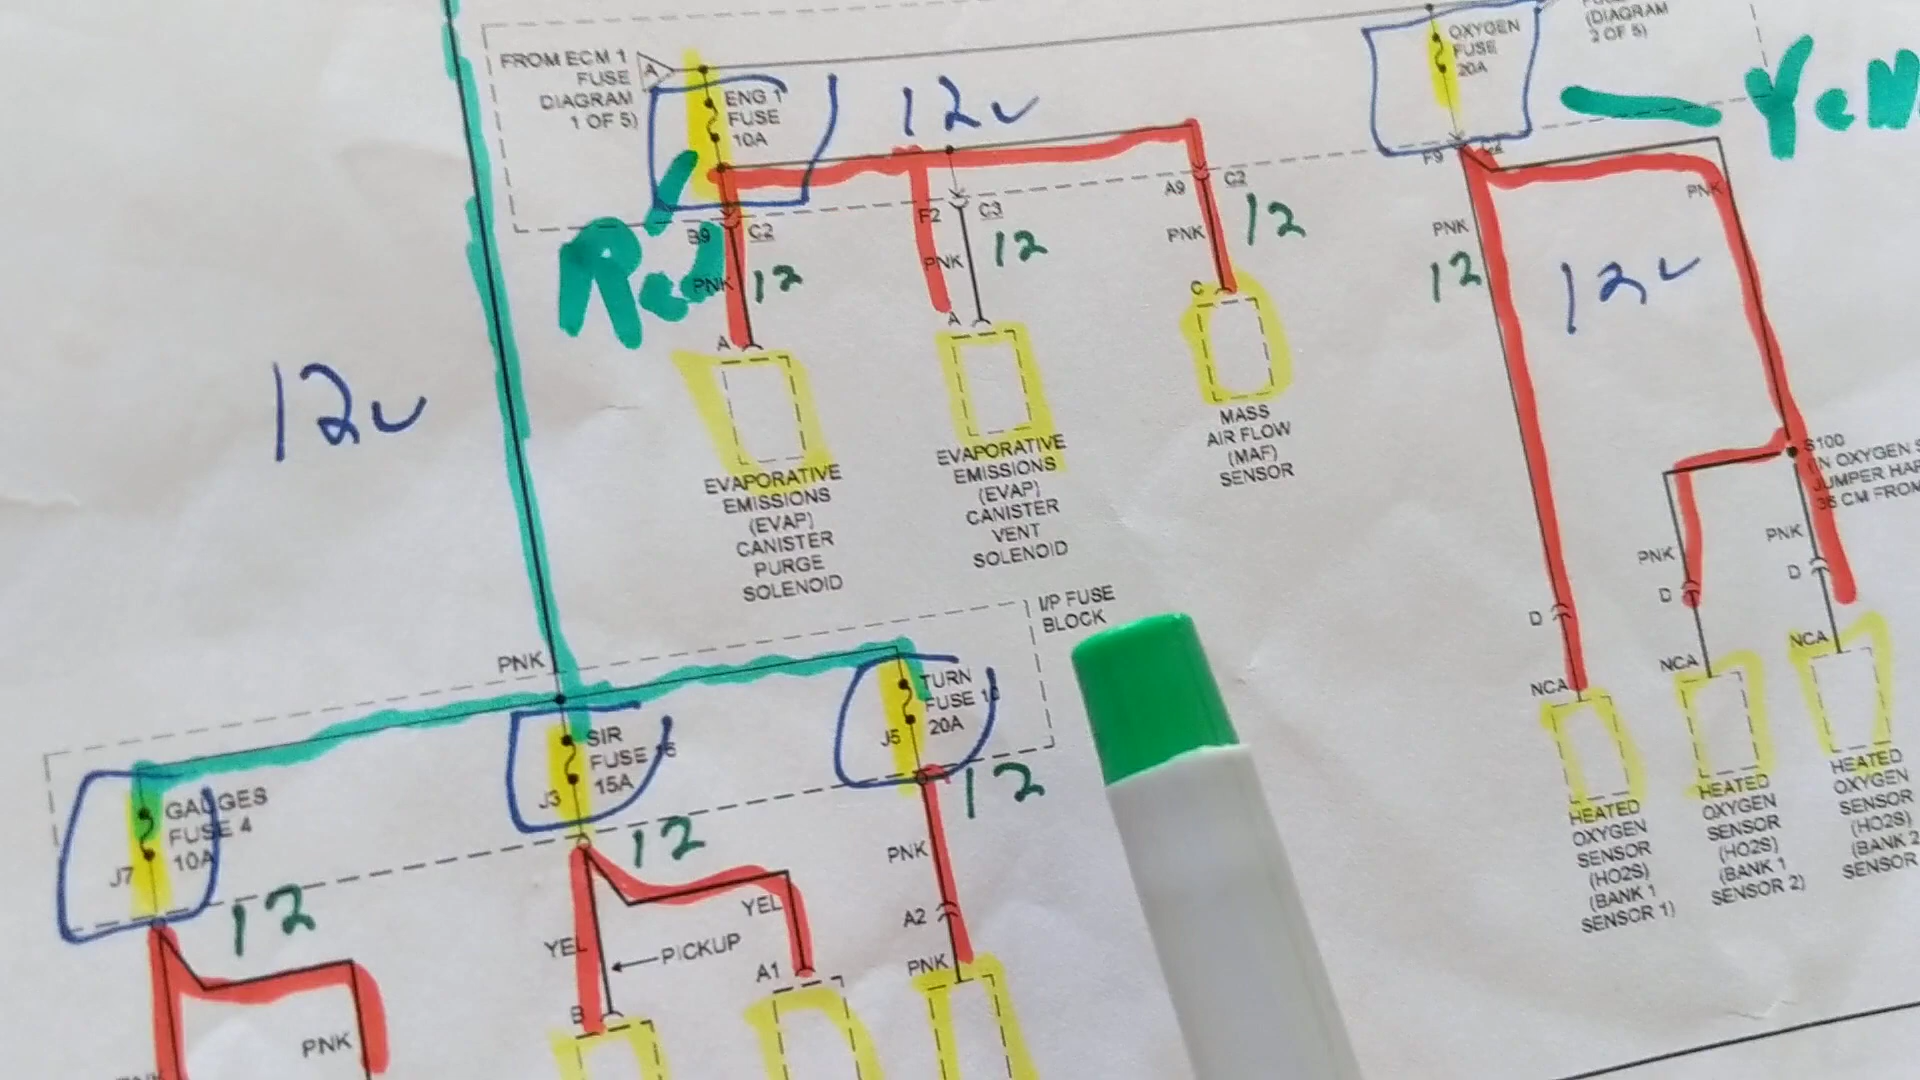 FROM ECM 1
FUSE
DIAGRAM
1 OF 5)
A
ENG 1
FUSE
10A
12v
OXYGEN
FUSE
20A
(DIAGRAM
2 OF 5)
Red
B9
C2
PNK
12
A
F2
C3
PNK
12
A
A9
C2
PNK
12
C
F9
PNK
12
12v
PNK
EVAPORATIVE
EMISSIONS
(EVAP)
CANISTER
PURGE
SOLENOID
EVAPORATIVE
EMISSIONS
(EVAP)
CANISTER
VENT
SOLENOID
MASS
AIR FLOW
(MAF)
SENSOR
12v
S100
OXYGEN
PNK
D
PNK
D
D
NCA
NCA
NCA
HEATED
OXYGEN
SENSOR
(HO2S)
(BANK 1
SENSOR 1)
HEATED
OXYGEN
SENSOR
(HO2S)
(BANK 1
SENSOR 2)
HEATED
OXYGEN
SENSOR
(HO2S)
(BANK 2
SENSOR
PNK
I/P FUSE
BLOCK
GAUGES
FUSE 4
10A
J7
12
SIR
FUSE
15A
J3
12
TURN
FUSE
20A
J5
12
PNK
YEL
PICKUP
B
YEL
A1
PNK
A2
PNK